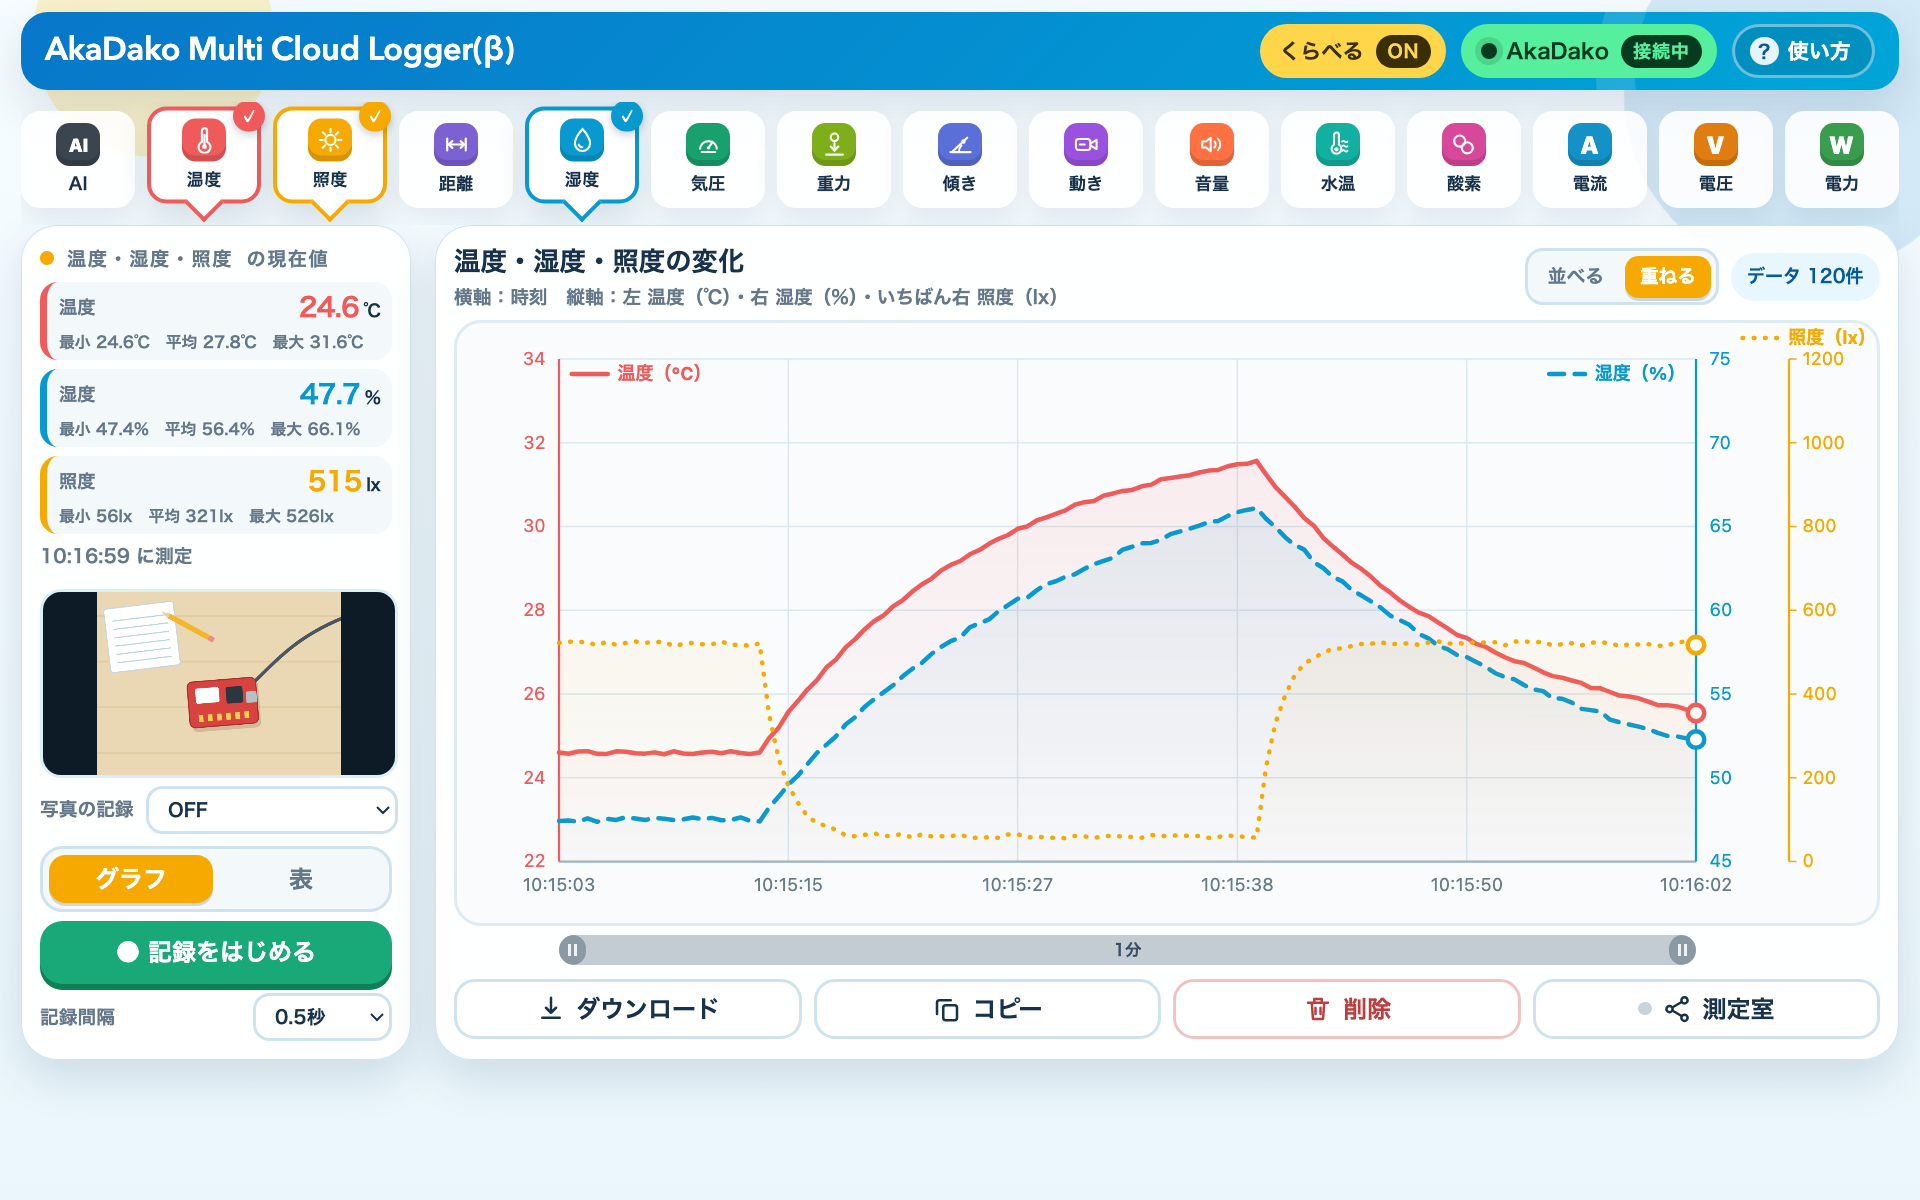 AkaDako Multi Cloud Logger(β)
くらべる ON
AkaDako 接続中
? 使い方
AI
AI
温度
照度
距離
湿度
気圧
重力
傾き
動き
音量
水温
酸素
A
電流
V
電圧
W
電力
温度・湿度・照度 の現在値
温度
24.6℃
最小 24.6℃ 平均 27.8℃ 最大 31.6℃
湿度
47.7%
最小 47.4% 平均 56.4% 最大 66.1%
照度
515lx
最小 56lx 平均 321lx 最大 526lx
10:16:59 に測定
写真の記録 OFF
グラフ 表
記録をはじめる
記録間隔 0.5秒
温度・湿度・照度の変化
横軸：時刻 縦軸：左 温度（℃）・右 湿度（%）・いちばん右 照度（lx）
並べる 重ねる
データ 120件
照度（lx）
温度（°C）
湿度（%）
34
32
30
28
26
24
22
75
70
65
60
55
50
45
1200
1000
800
600
400
200
0
10:15:03
10:15:15
10:15:27
10:15:38
10:15:50
10:16:02
1分
ダウンロード
コピー
削除
測定室